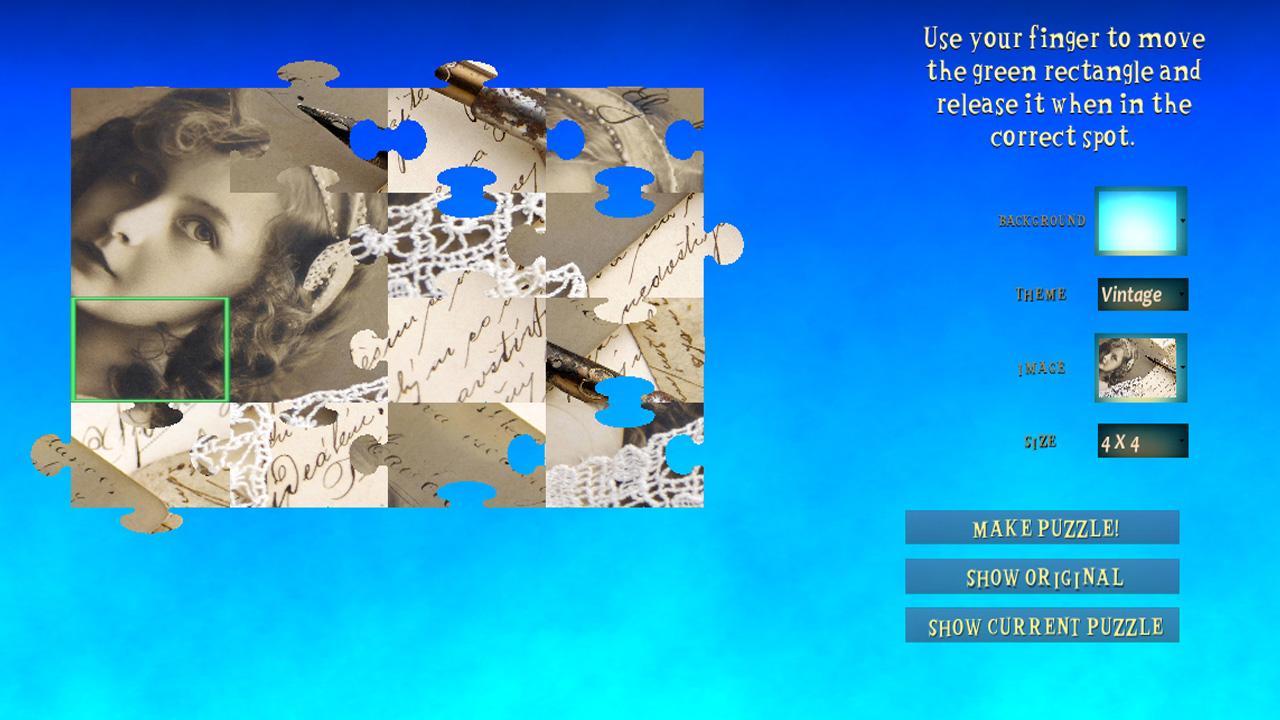 Use your finger to move
the green rectangle and
release it when in the
correct spot.
BACKGROUND
THEME
Vintage
IMAGE
SIZE
4 X 4
MAKE PUZZLE!
SHOW ORIGINAL
SHOW CURRENT PUZZLE